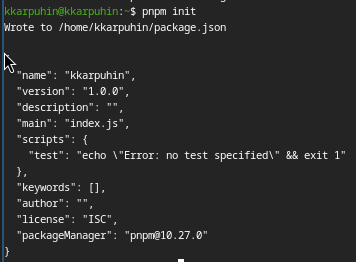 kkarpuhin@kkarpuhin:~$ pnpm init
Wrote to /home/kkarpuhin/package.json
"name": "kkarpuhin",
"version": "1.0.0",
"description": "",
"main": "index.js",
"scripts": {
"test": "echo \"Error: no test specified\" && exit 1"
},
"keywords": [],
"author": "",
"license": "ISC",
"packageManager": "pnpm@10.27.0"
}